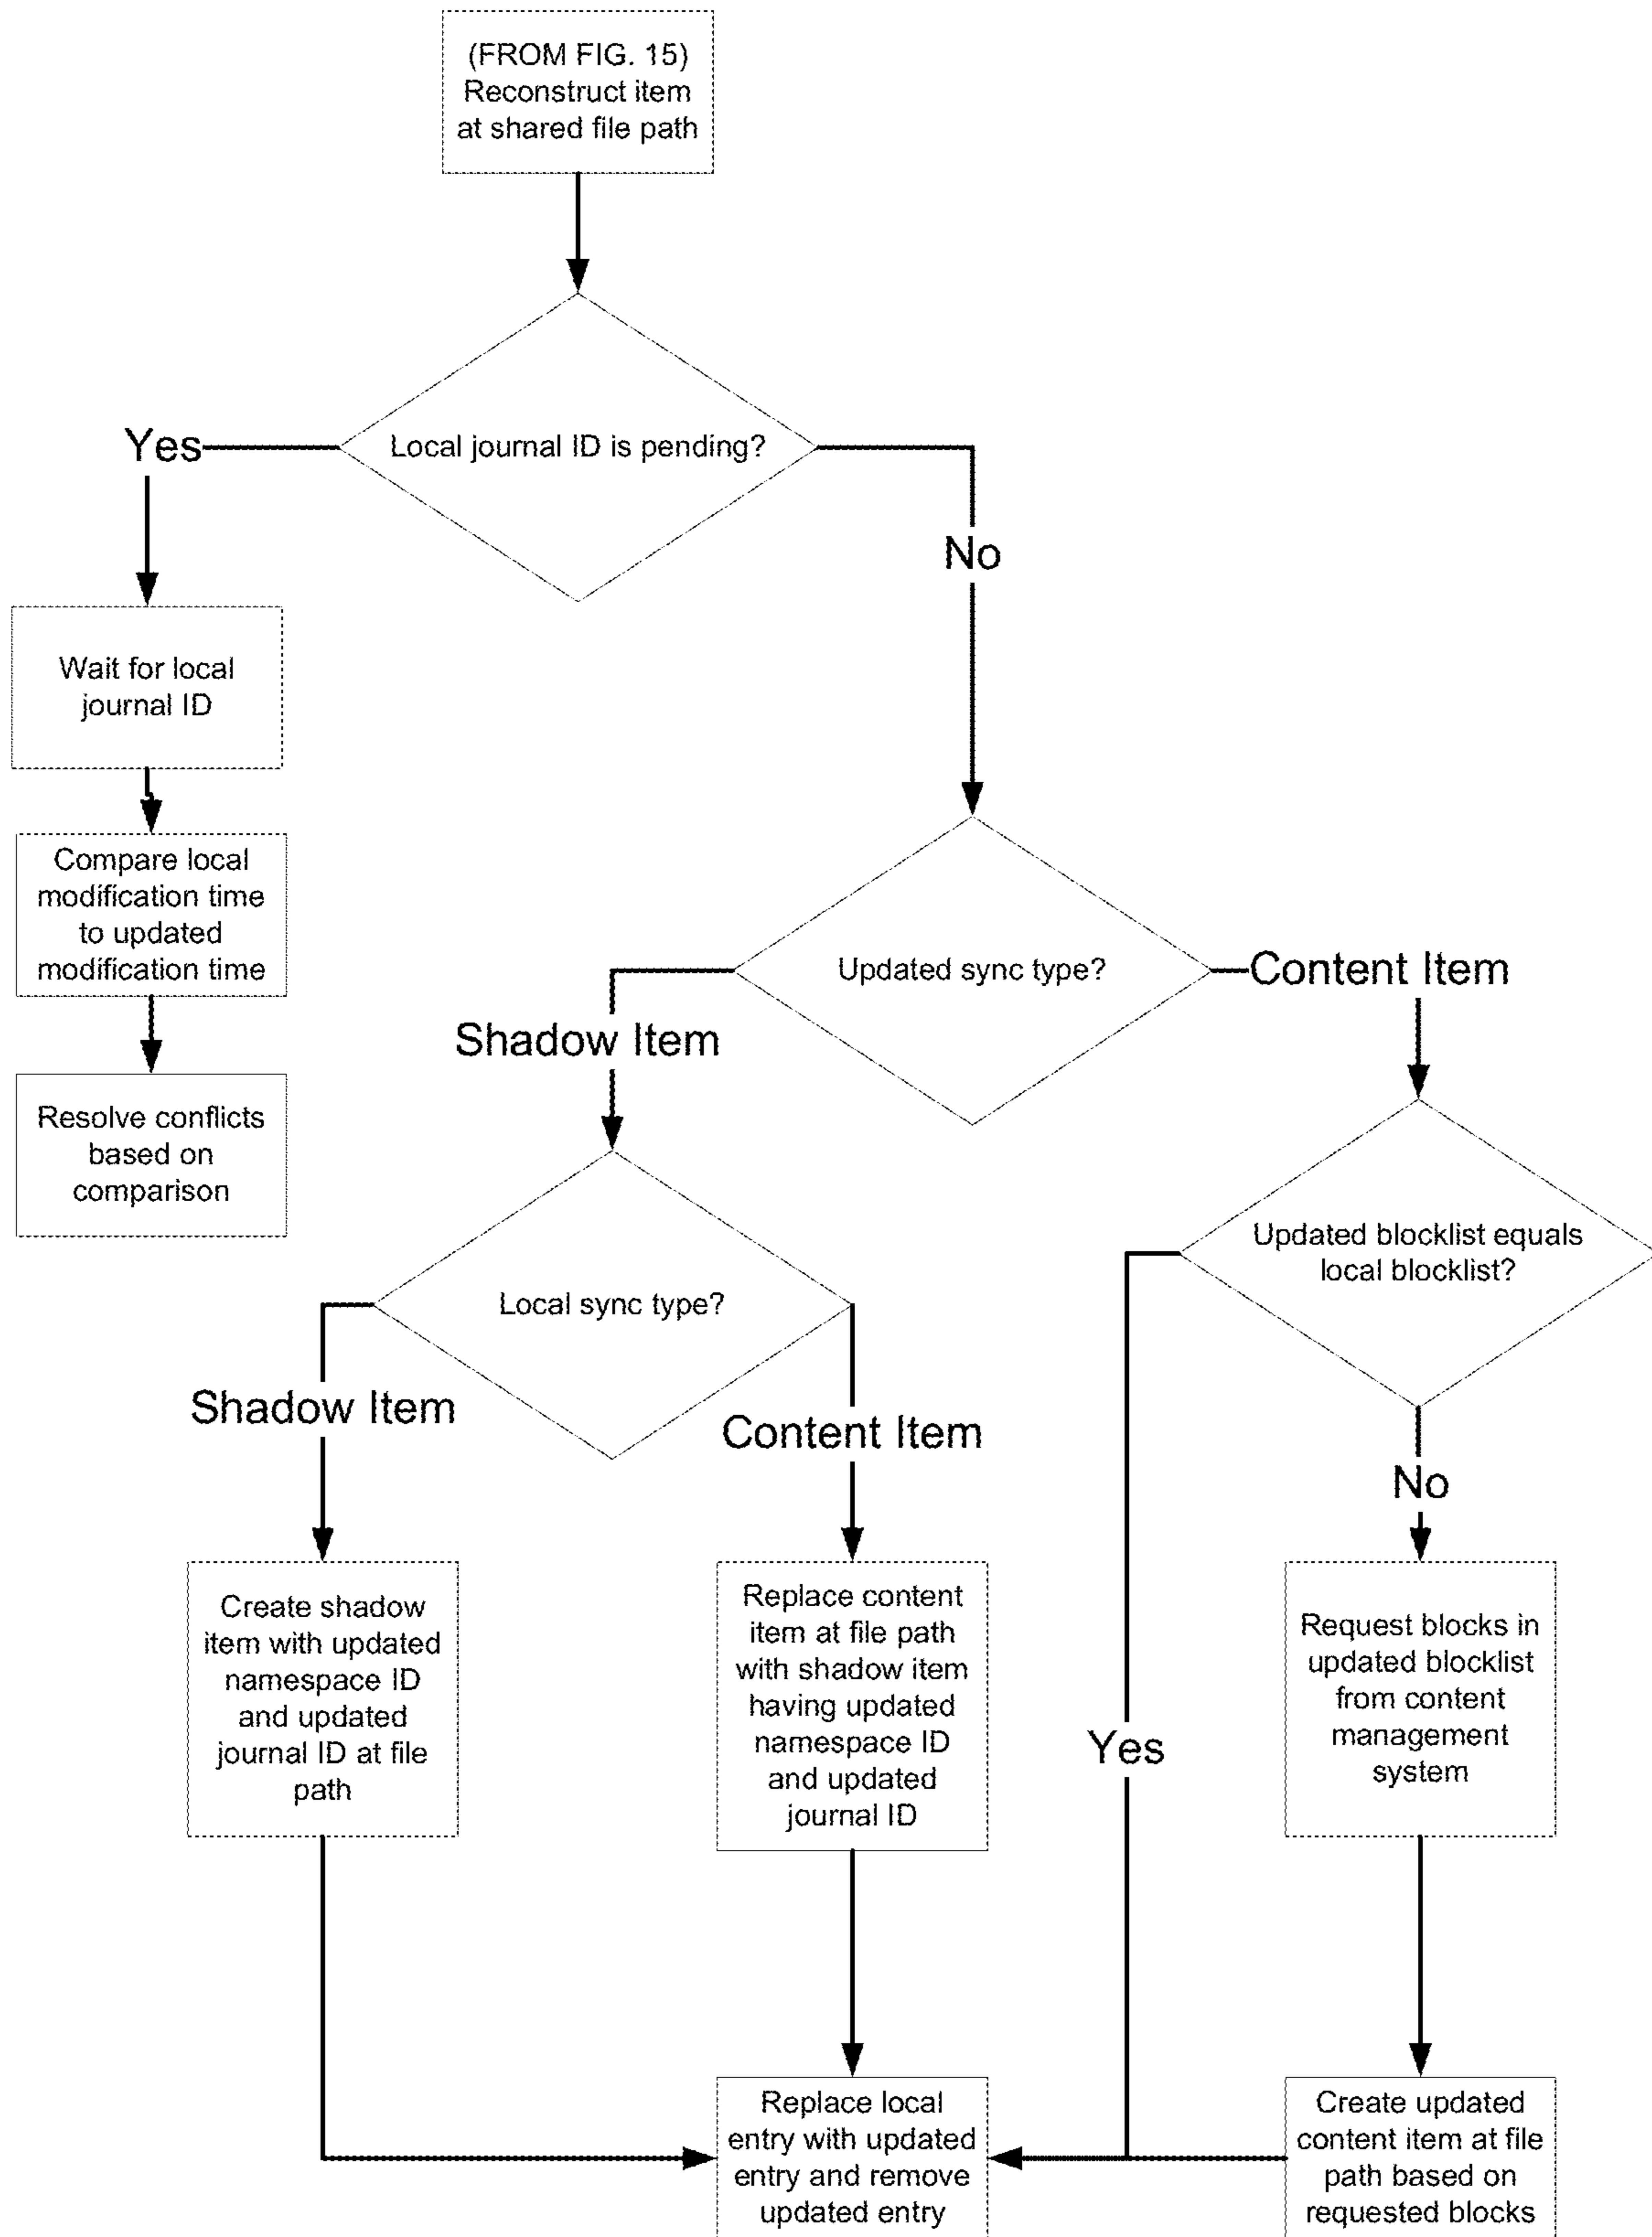 (FROM FIG. 15)
Reconstruct item
at shared file path
Local journal ID is pending?
Yes
No
Wait for local
journal ID
Compare local
modification time
to updated
modification time
Resolve conflicts
based on
comparison
Updated sync type?
Shadow Item
Content Item
Local sync type?
Updated blocklist equals
local blocklist?
Shadow Item
Content Item
No
Yes
Create shadow
item with updated
namespace ID
and updated
journal ID at file
path
Replace content
item at file path
with shadow item
having updated
namespace ID
and updated
journal ID
Request blocks in
updated blocklist
from content
management
system
Replace local
entry with updated
entry and remove
updated entry
Create updated
content item at file
path based on
requested blocks